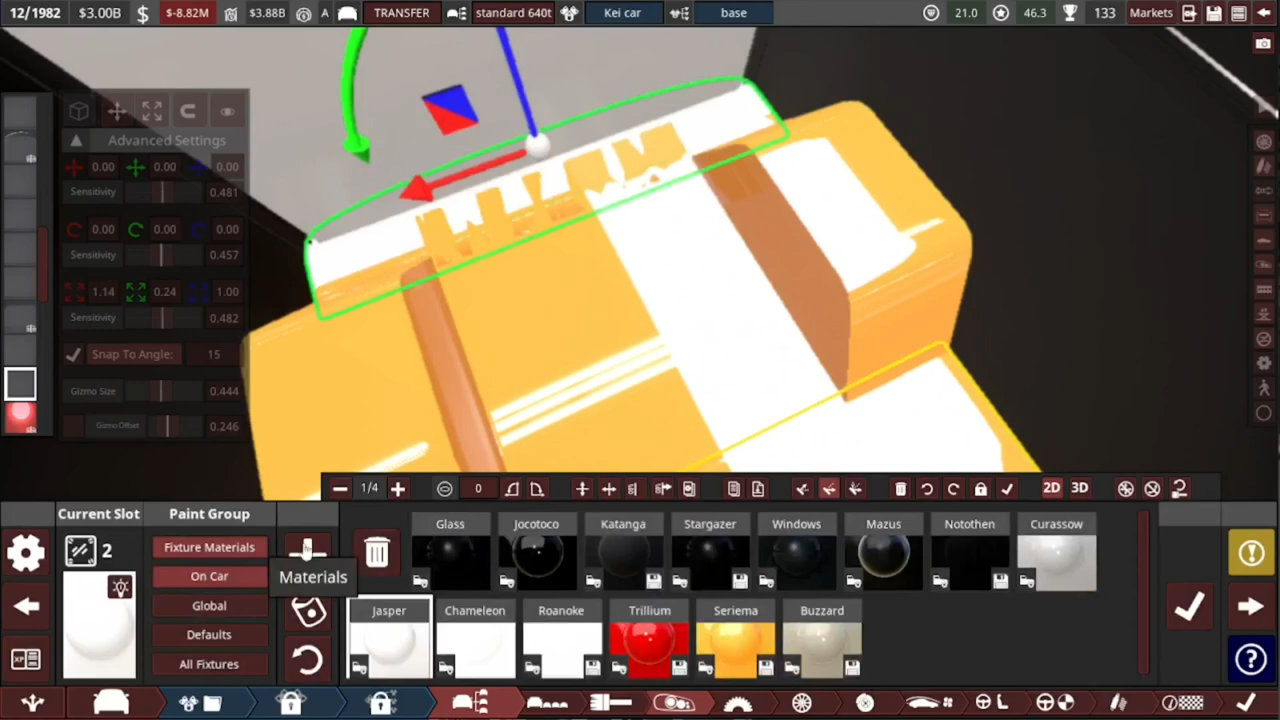 12/1982 $3.00B $ $-8.82M $3.88B A TRANSFER standard 640t Kei car base 21.0 46.3 133 Markets
Advanced Settings
0.00 0.00 0.00
Sensitivity 0.481
0.00 0.00 0.00
Sensitivity 0.457
1.14 0.24 1.00
Sensitivity 0.482
Snap To Angle: 15
Gizmo Size 0.444
Gizmo Offset 0.246
1/4 0 2D 3D
Current Slot Paint Group
2
Fixture Materials
On Car
Global
Defaults
All Fixtures
Materials
Glass Jocotoco Katanga Stargazer Windows Mazus Notothen Curassow
Jasper Chameleon Roanoke Trillium Seriema Buzzard